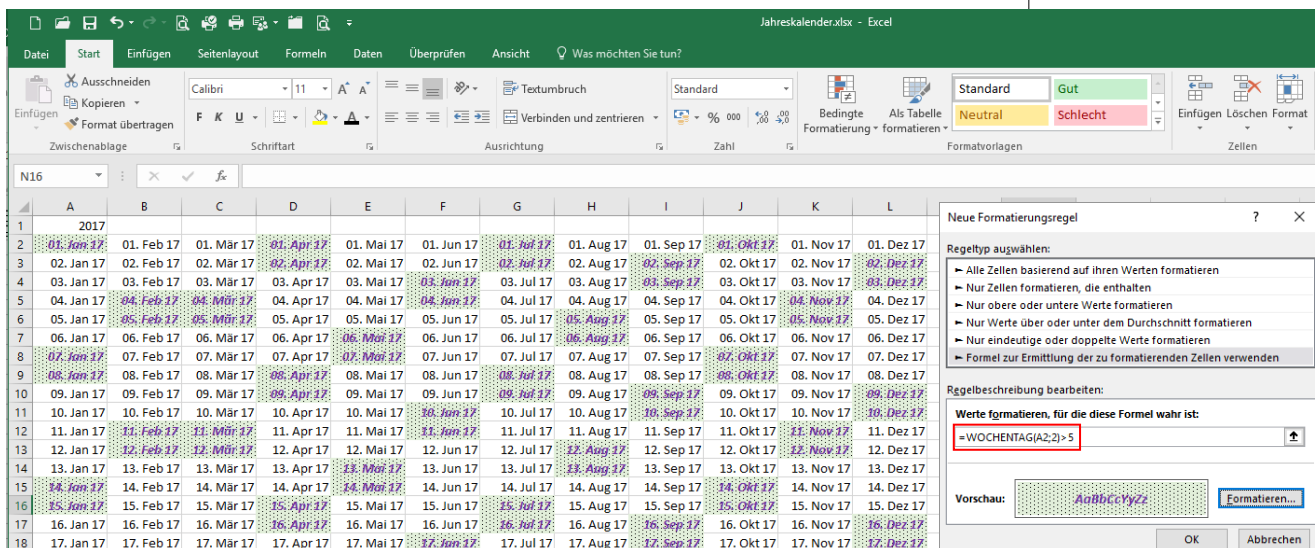 Jahreskalender.xlsx - Excel
Datei Start Einfügen Seitenlayout Formeln Daten Überprüfen Ansicht Was möchten Sie tun?
Einfügen
Ausschneiden
Kopieren
Format übertragen
Zwischenablage
Calibri 11 A A
F K U A
Schriftart
Textumbruch
Verbinden und zentrieren
Ausrichtung
Standard
% 000 ,00 ,00
Zahl
Bedingte Formatierung
Als Tabelle formatieren
Standard Gut
Neutral Schlecht
Formatvorlagen
Einfügen Löschen Format
Zellen
N16 fx
A B C D E F G H I J K L
1 2017
2 01. Jan 17 01. Feb 17 01. Mär 17 01. Apr 17 01. Mai 17 01. Jun 17 01. Jul 17 01. Aug 17 01. Sep 17 01. Okt 17 01. Nov 17 01. Dez 17
3 02. Jan 17 02. Feb 17 02. Mär 17 02. Apr 17 02. Mai 17 02. Jun 17 02. Jul 17 02. Aug 17 02. Sep 17 02. Okt 17 02. Nov 17 02. Dez 17
4 03. Jan 17 03. Feb 17 03. Mär 17 03. Apr 17 03. Mai 17 03. Jun 17 03. Jul 17 03. Aug 17 03. Sep 17 03. Okt 17 03. Nov 17 03. Dez 17
5 04. Jan 17 04. Feb 17 04. Mär 17 04. Apr 17 04. Mai 17 04. Jun 17 04. Jul 17 04. Aug 17 04. Sep 17 04. Okt 17 04. Nov 17 04. Dez 17
6 05. Jan 17 05. Feb 17 05. Mär 17 05. Apr 17 05. Mai 17 05. Jun 17 05. Jul 17 05. Aug 17 05. Sep 17 05. Okt 17 05. Nov 17 05. Dez 17
7 06. Jan 17 06. Feb 17 06. Mär 17 06. Apr 17 06. Mai 17 06. Jun 17 06. Jul 17 06. Aug 17 06. Sep 17 06. Okt 17 06. Nov 17 06. Dez 17
8 07. Jan 17 07. Feb 17 07. Mär 17 07. Apr 17 07. Mai 17 07. Jun 17 07. Jul 17 07. Aug 17 07. Sep 17 07. Okt 17 07. Nov 17 07. Dez 17
9 08. Jan 17 08. Feb 17 08. Mär 17 08. Apr 17 08. Mai 17 08. Jun 17 08. Jul 17 08. Aug 17 08. Sep 17 08. Okt 17 08. Nov 17 08. Dez 17
10 09. Jan 17 09. Feb 17 09. Mär 17 09. Apr 17 09. Mai 17 09. Jun 17 09. Jul 17 09. Aug 17 09. Sep 17 09. Okt 17 09. Nov 17 09. Dez 17
11 10. Jan 17 10. Feb 17 10. Mär 17 10. Apr 17 10. Mai 17 10. Jun 17 10. Jul 17 10. Aug 17 10. Sep 17 10. Okt 17 10. Nov 17 10. Dez 17
12 11. Jan 17 11. Feb 17 11. Mär 17 11. Apr 17 11. Mai 17 11. Jun 17 11. Jul 17 11. Aug 17 11. Sep 17 11. Okt 17 11. Nov 17 11. Dez 17
13 12. Jan 17 12. Feb 17 12. Mär 17 12. Apr 17 12. Mai 17 12. Jun 17 12. Jul 17 12. Aug 17 12. Sep 17 12. Okt 17 12. Nov 17 12. Dez 17
14 13. Jan 17 13. Feb 17 13. Mär 17 13. Apr 17 13. Mai 17 13. Jun 17 13. Jul 17 13. Aug 17 13. Sep 17 13. Okt 17 13. Nov 17 13. Dez 17
15 14. Jan 17 14. Feb 17 14. Mär 17 14. Apr 17 14. Mai 17 14. Jun 17 14. Jul 17 14. Aug 17 14. Sep 17 14. Okt 17 14. Nov 17 14. Dez 17
16 15. Jan 17 15. Feb 17 15. Mär 17 15. Apr 17 15. Mai 17 15. Jun 17 15. Jul 17 15. Aug 17 15. Sep 17 15. Okt 17 15. Nov 17 15. Dez 17
17 16. Jan 17 16. Feb 17 16. Mär 17 16. Apr 17 16. Mai 17 16. Jun 17 16. Jul 17 16. Aug 17 16. Sep 17 16. Okt 17 16. Nov 17 16. Dez 17
18 17. Jan 17 17. Feb 17 17. Mär 17 17. Apr 17 17. Mai 17 17. Jun 17 17. Jul 17 17. Aug 17 17. Sep 17 17. Okt 17 17. Nov 17 17. Dez 17
Neue Formatierungsregel ? ×
Regeltyp auswählen:
► Alle Zellen basierend auf ihren Werten formatieren
► Nur Zellen formatieren, die enthalten
► Nur obere oder untere Werte formatieren
► Nur Werte über oder unter dem Durchschnitt formatieren
► Nur eindeutige oder doppelte Werte formatieren
► Formel zur Ermittlung der zu formatierenden Zellen verwenden
Regelbeschreibung bearbeiten:
Werte formatieren, für die diese Formel wahr ist:
=WOCHENTAG(A2;2)>5
Vorschau: AaBbCcYyZz Formatieren...
OK Abbrechen